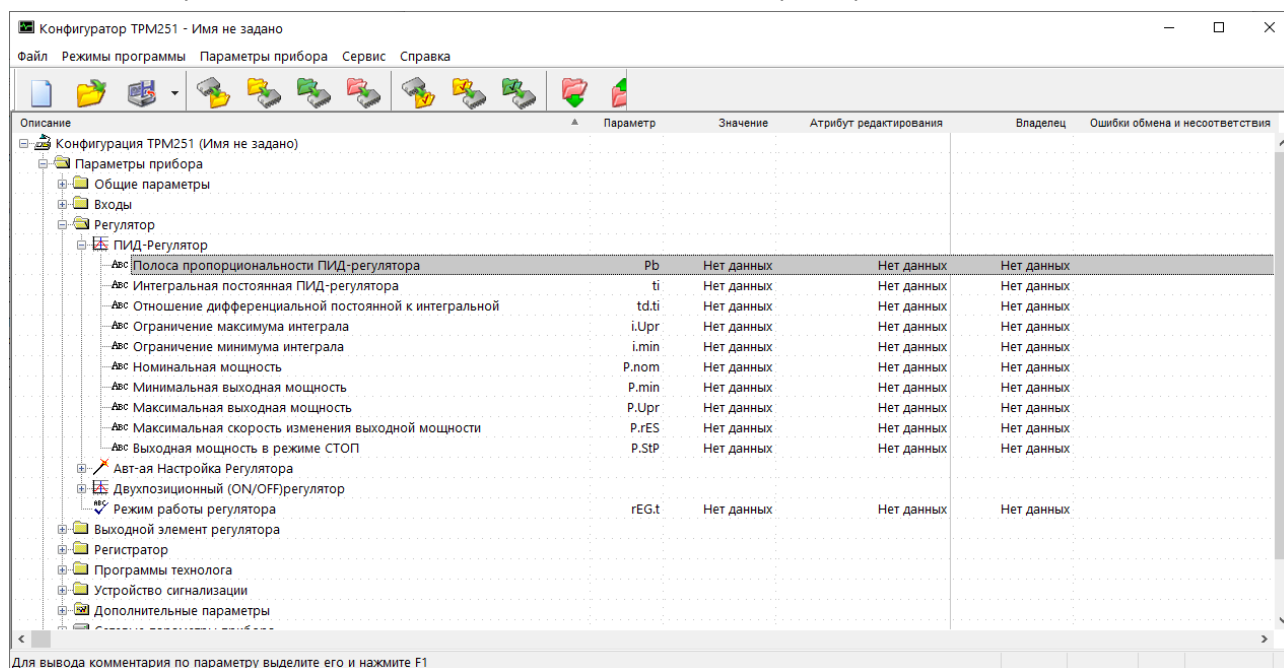 Конфигуратор ТРМ251 - Имя не задано
Файл Режимы программы Параметры прибора Сервис Справка
Описание Параметр Значение Атрибут редактирования Владелец Ошибки обмена и несоответствия
Конфигурация ТРМ251 (Имя не задано)
Параметры прибора
Общие параметры
Входы
Регулятор
ПИД-Регулятор
Полоса пропорциональности ПИД-регулятора Pb Нет данных Нет данных Нет данных
Интегральная постоянная ПИД-регулятора ti Нет данных Нет данных Нет данных
Отношение дифференциальной постоянной к интегральной td.ti Нет данных Нет данных Нет данных
Ограничение максимума интеграла i.Upr Нет данных Нет данных Нет данных
Ограничение минимума интеграла i.min Нет данных Нет данных Нет данных
Номинальная мощность P.nom Нет данных Нет данных Нет данных
Минимальная выходная мощность P.min Нет данных Нет данных Нет данных
Максимальная выходная мощность P.Upr Нет данных Нет данных Нет данных
Максимальная скорость изменения выходной мощности P.rES Нет данных Нет данных Нет данных
Выходная мощность в режиме СТОП P.StP Нет данных Нет данных Нет данных
Авт-ая Настройка Регулятора
Двухпозиционный (ON/OFF)регулятор
Режим работы регулятора rEG.t Нет данных Нет данных Нет данных
Выходной элемент регулятора
Регистратор
Программы технолога
Устройство сигнализации
Дополнительные параметры
Для вывода комментария по параметру выделите его и нажмите F1